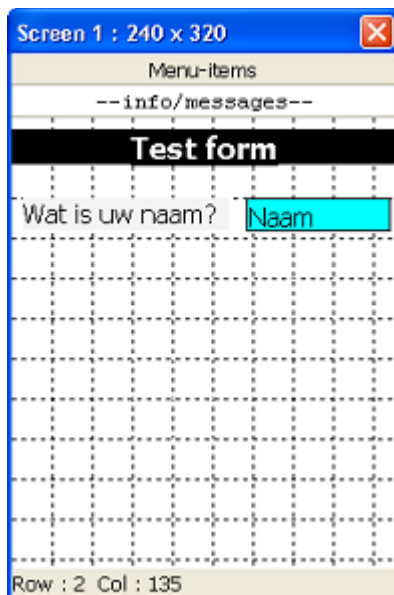 Screen 1 : 240 x 320
Menu-items
--info/messages--
Test form
Wat is uw naam? Naam
Row : 2 Col : 135